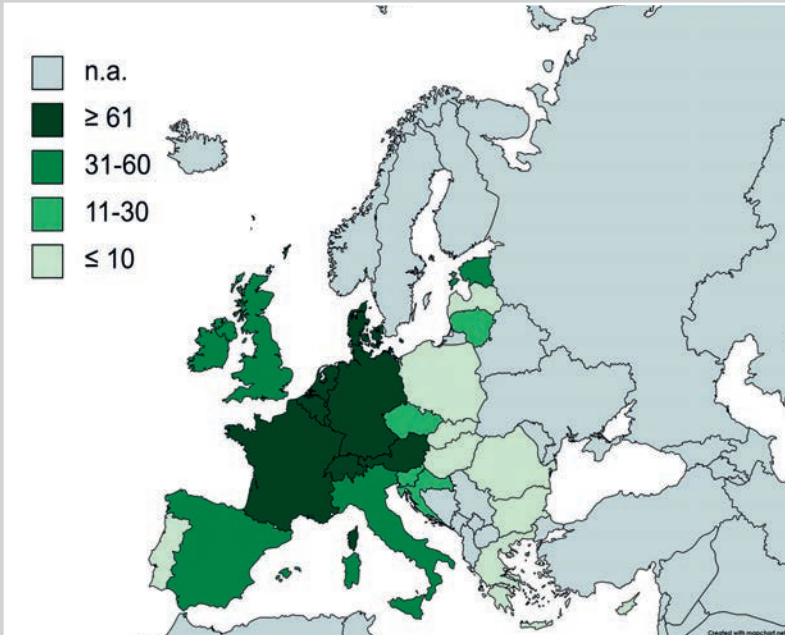 n.a.
≥ 61
31-60
11-30
≤ 10
Created with mapchart.net